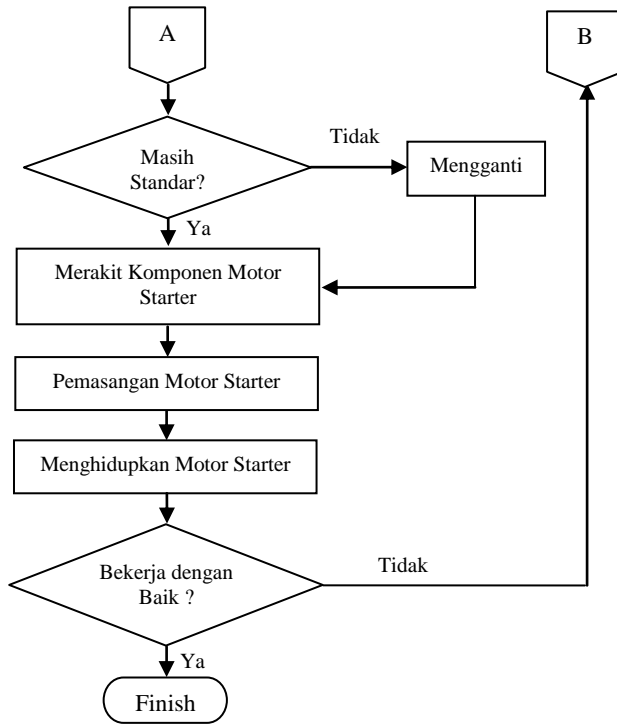 A
B
Tidak
Masih
Standar?
Mengganti
Ya
Merakit Komponen Motor
Starter
Pemasangan Motor Starter
Menghidupkan Motor Starter
Bekerja dengan
Baik ?
Tidak
Ya
Finish